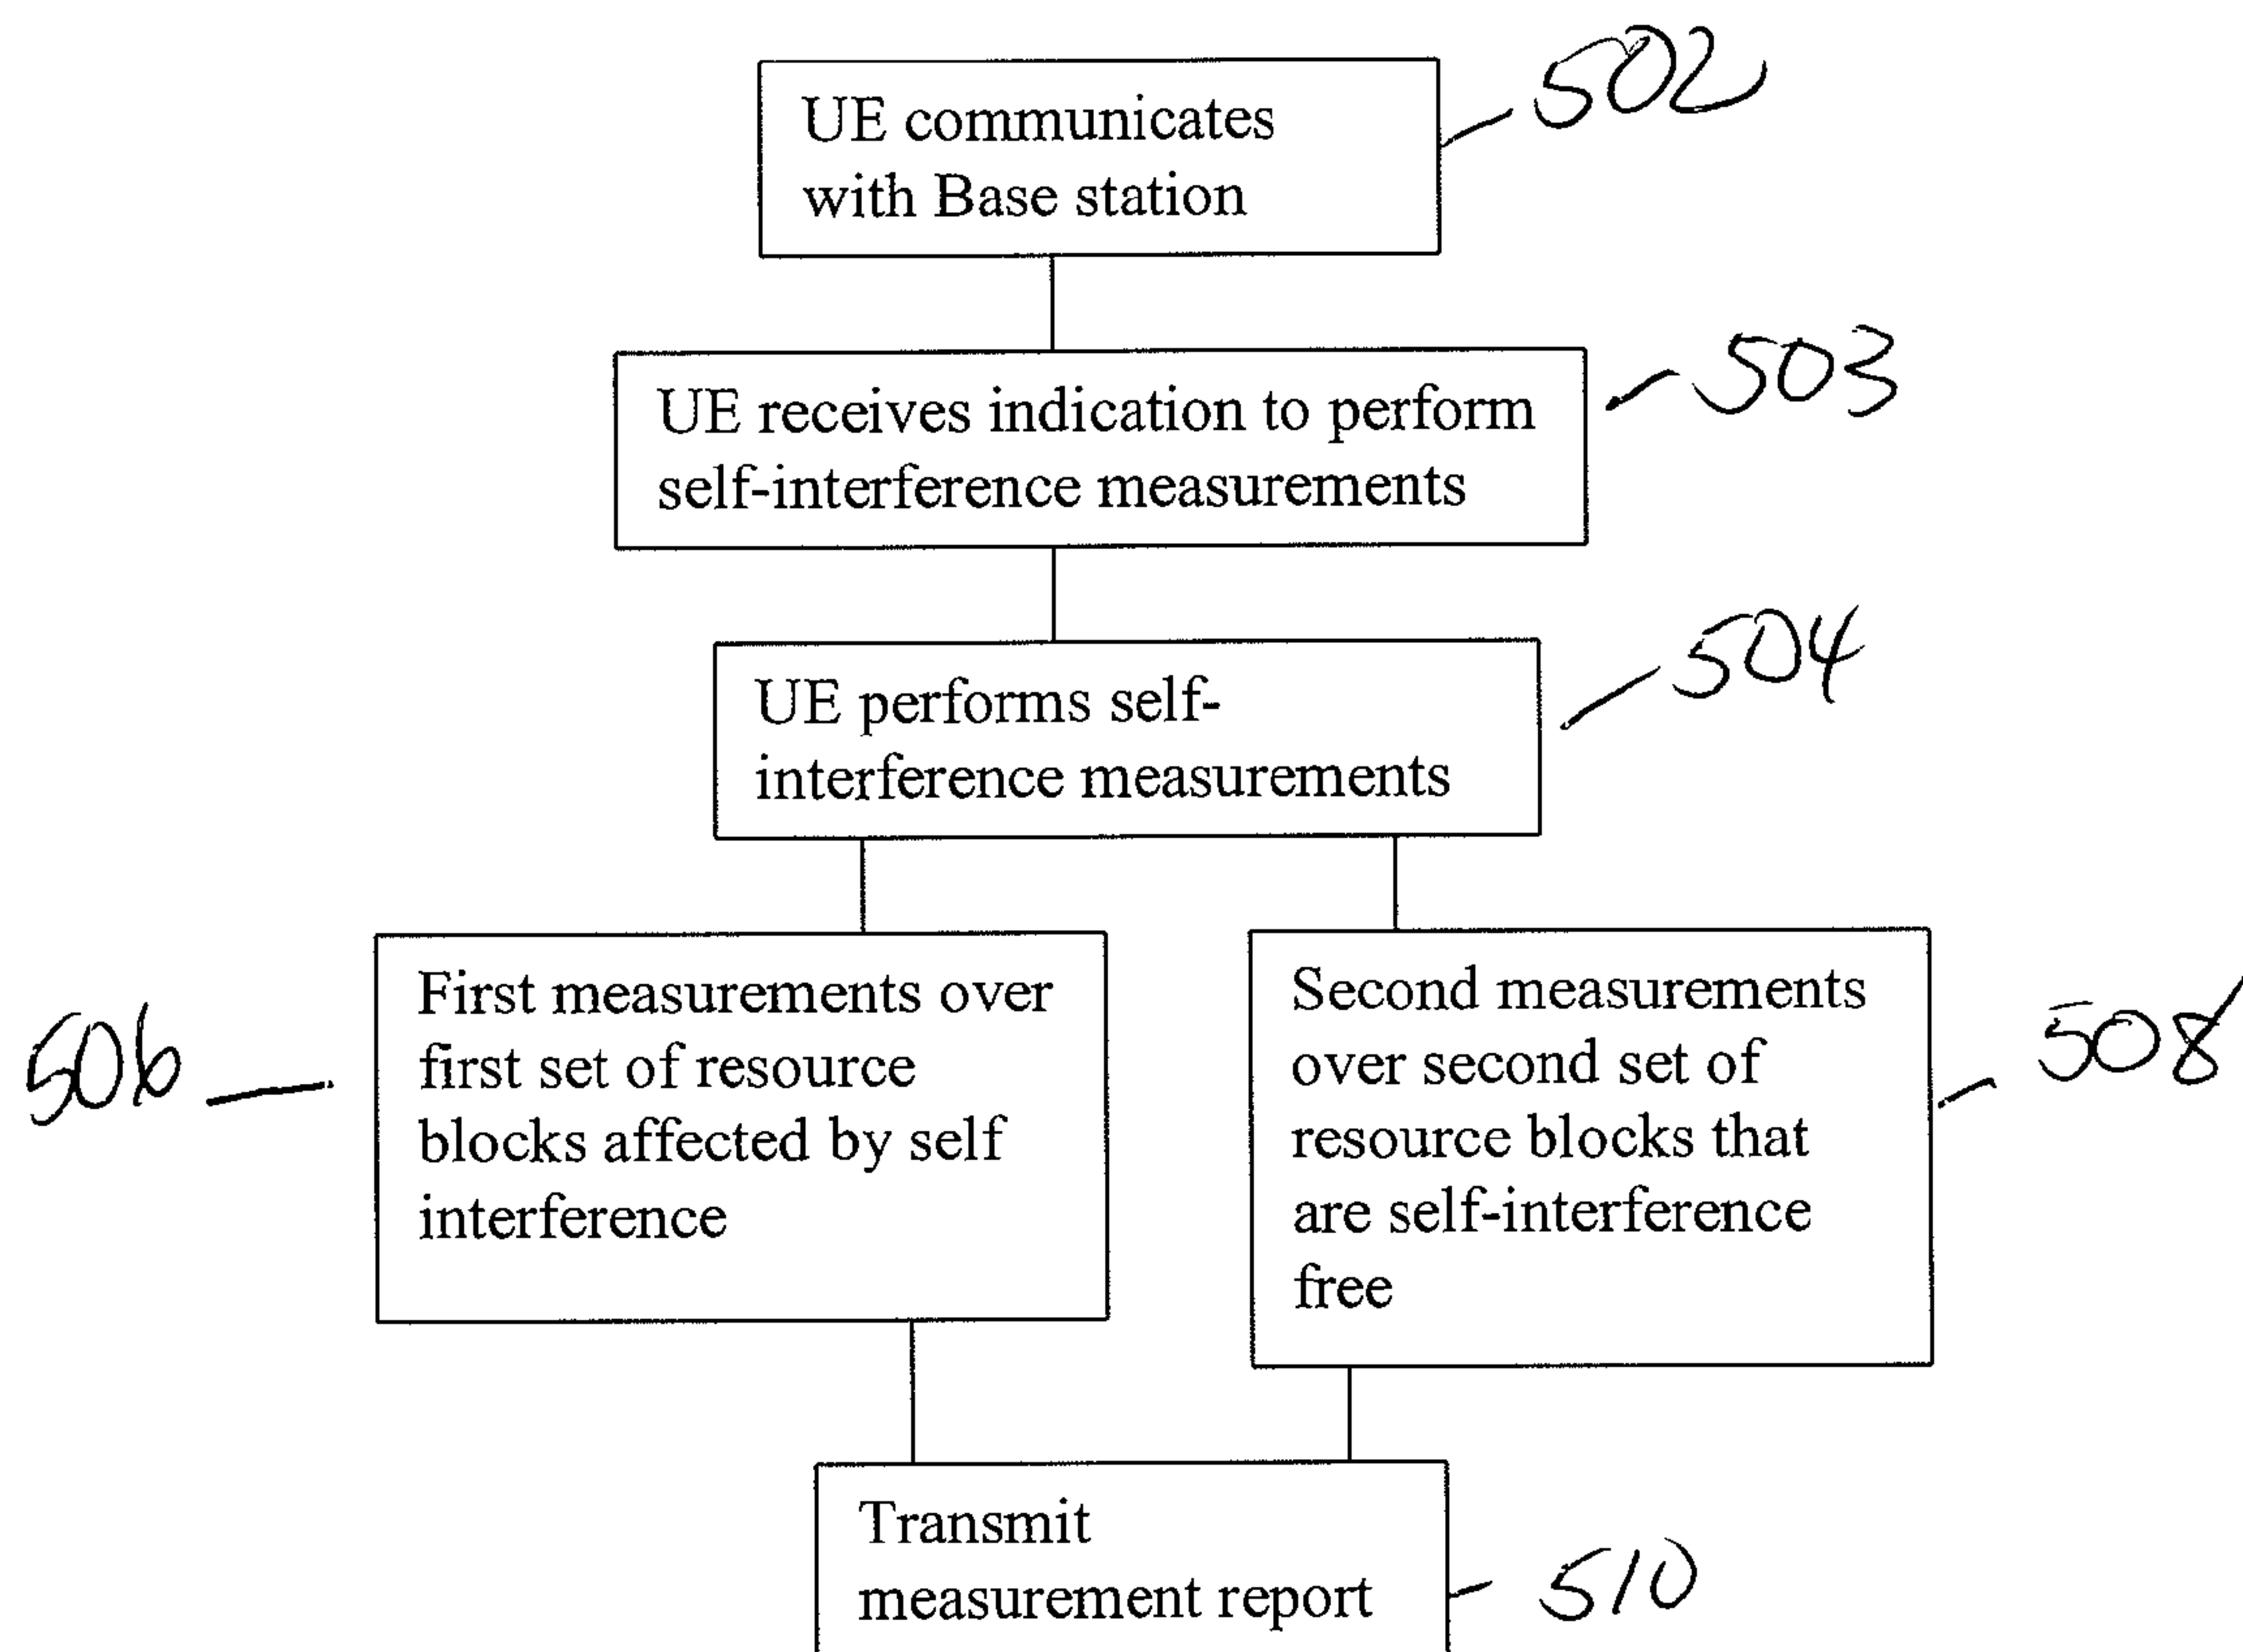 UE communicates
with Base station
502
UE receives indication to perform
self-interference measurements
503
UE performs self-
interference measurements
504
First measurements over
first set of resource
blocks affected by self
interference
506
Second measurements
over second set of
resource blocks that
are self-interference
free
508
Transmit
measurement report
510